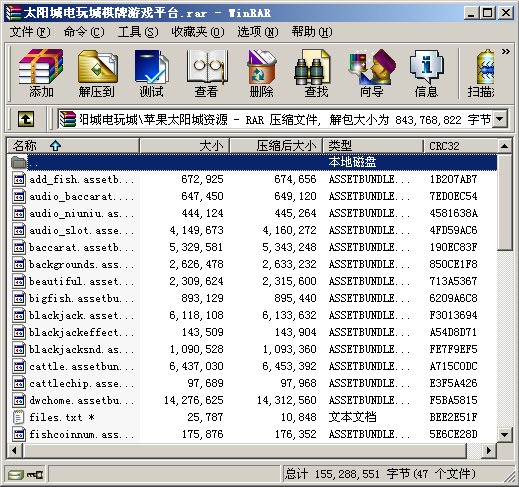 太阳城电玩城棋牌游戏平台.rar - WinRAR
文件(F) 命令(C) 工具(S) 收藏夹(O) 选项(N) 帮助(H)
添加 解压到 测试 查看 删除 查找 向导 信息 扫描 »
阳城电玩城\苹果太阳城资源 - RAR 压缩文件, 解包大小为 843,768,822 字节
名称 大小 压缩后大小 类型 CRC32
.. 本地磁盘
add_fish.assetb... 672,925 674,656 ASSETBUNDLE... 1B207AB7
audio_baccarat.... 647,450 649,120 ASSETBUNDLE... 7ED0EC54
audio_niuniu.as... 444,124 445,264 ASSETBUNDLE... 4581638A
audio_slot.asse... 4,149,673 4,160,272 ASSETBUNDLE... 4FD59AC6
baccarat.assetb... 5,329,581 5,343,248 ASSETBUNDLE... 190EC83F
backgrounds.ass... 2,626,478 2,633,232 ASSETBUNDLE... 850CE1F8
beautiful.asset... 2,309,624 2,315,600 ASSETBUNDLE... 713A5367
bigfish.assetbu... 893,129 895,440 ASSETBUNDLE... 6209A6C8
blackjack.asset... 6,118,108 6,133,632 ASSETBUNDLE... F3013694
blackjackeffect... 143,509 143,904 ASSETBUNDLE... A54D8D71
blackjacksnd.as... 1,090,528 1,093,360 ASSETBUNDLE... FE7F9EF5
cattle.assetbun... 6,437,030 6,453,392 ASSETBUNDLE... A715C0DC
cattlechip.asse... 97,689 97,968 ASSETBUNDLE... E3F5A426
dwchome.assetbu... 14,276,625 14,312,560 ASSETBUNDLE... F5BA5815
files.txt * 25,787 10,848 文本文档 BEE2E51F
fishcoinnum.ass... 175,876 176,352 ASSETBUNDLE... 5E6CE28D
总计 155,288,551 字节(47 个文件)